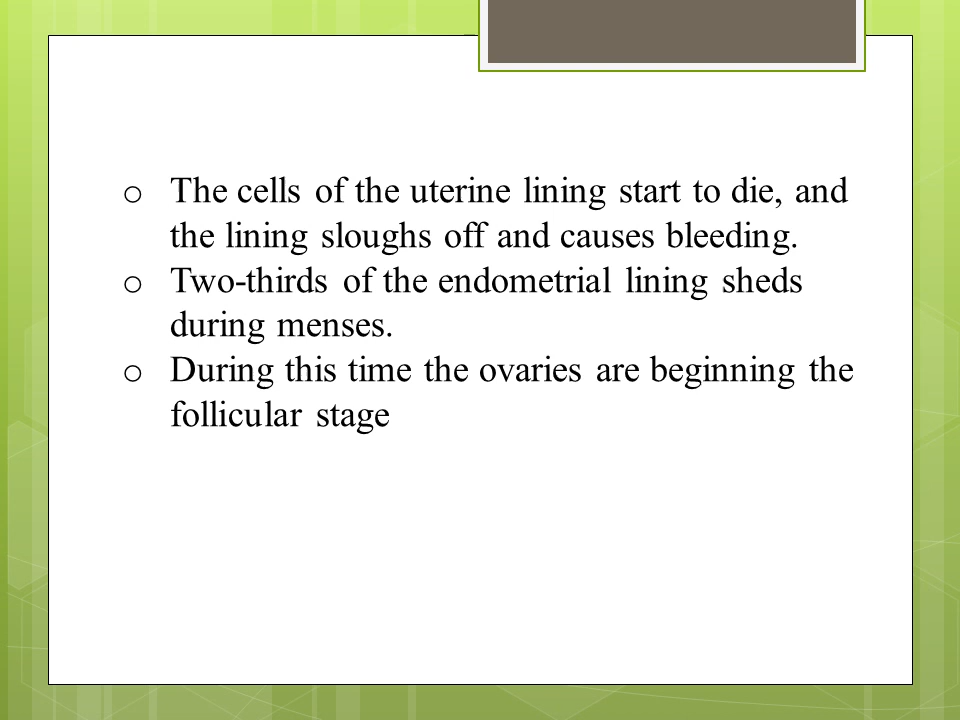 o The cells of the uterine lining start to die, and
the lining sloughs off and causes bleeding.
o Two-thirds of the endometrial lining sheds
during menses.
o During this time the ovaries are beginning the
follicular stage